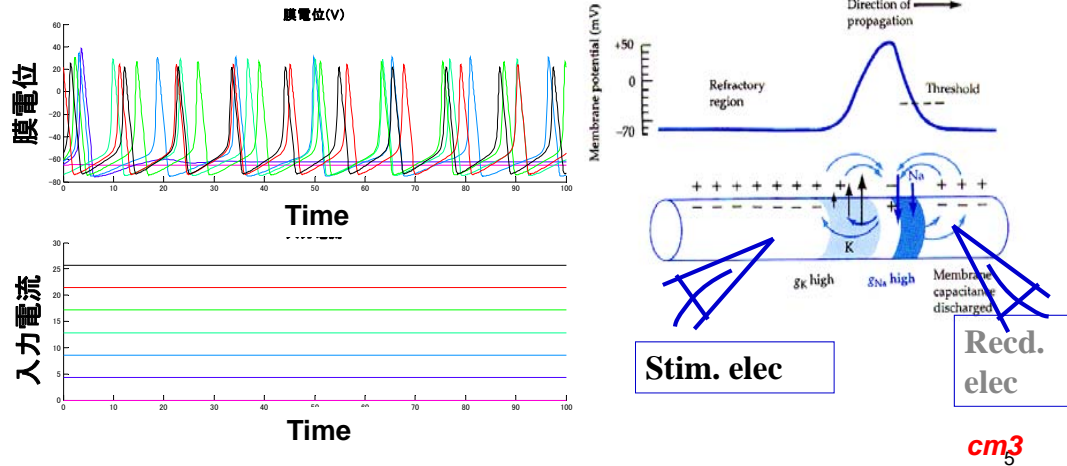 膜電位(V)
膜電位
60
40
20
0
-20
-40
-60
-80
0 10 20 30 40 50 60 70 80 90 100
Time
入力電流
30
25
20
15
10
5
0
0 10 20 30 40 50 60 70 80 90 100
Time
Direction of
propagation
Membrane potential (mV)
+50
0
-70
Refractory
region
Threshold
+ + + + + + + + − Na + + +
− − − − − − − + − − −
K
gK high
gNa high
Membrane
capacitance
discharged
Stim. elec
Recd.
elec
cm3
5